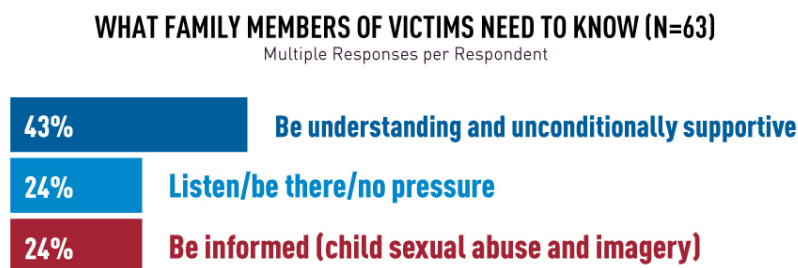 WHAT FAMILY MEMBERS OF VICTIMS NEED TO KNOW (N=63)
Multiple Responses per Respondent
43% Be understanding and unconditionally supportive
24% Listen/be there/no pressure
24% Be informed (child sexual abuse and imagery)